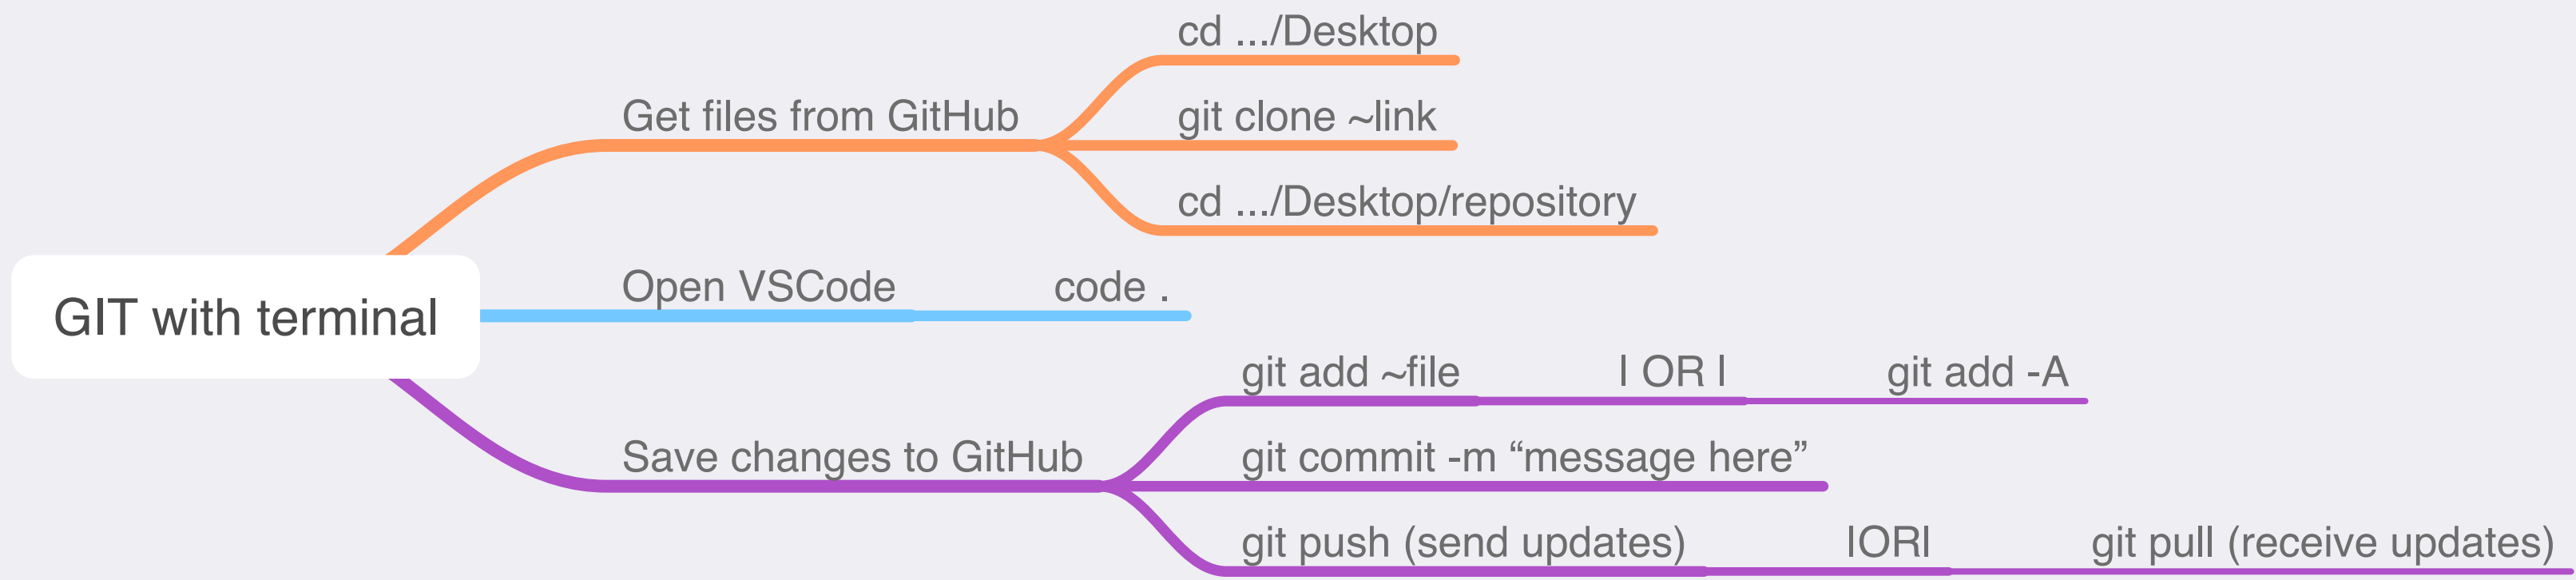 cd .../Desktop
Get files from GitHub
git clone ~link
cd .../Desktop/repository
GIT with terminal
Open VSCode
code .
git add ~file
| OR |
git add -A
Save changes to GitHub
git commit -m “message here”
git push (send updates)
|OR|
git pull (receive updates)